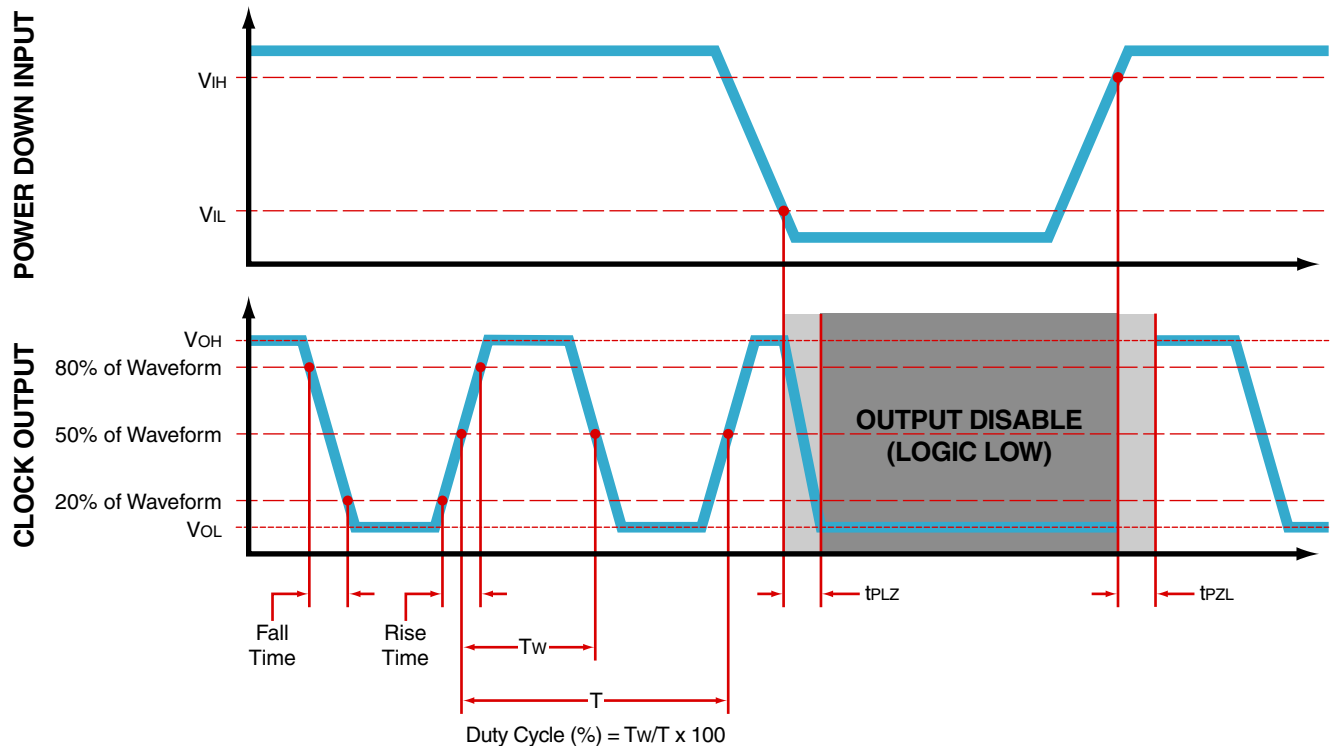 POWER DOWN INPUT
VIH
VIL
CLOCK OUTPUT
VOH
80% of Waveform
50% of Waveform
20% of Waveform
VOL
OUTPUT DISABLE
(LOGIC LOW)
Fall
Time
Rise
Time
tPLZ
tPZL
TW
T
Duty Cycle (%) = TW/T x 100